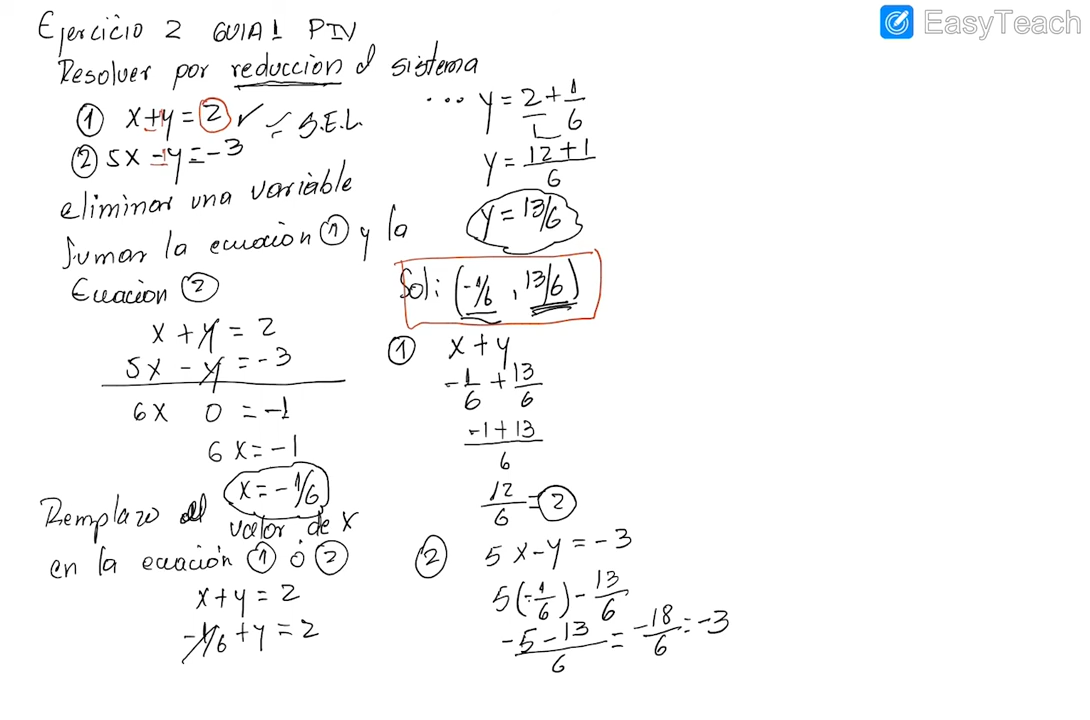 EasyTeach
Ejercicio 2 GUIA 1 PIV
Resolver por reduccion el sistema
① x+y=2 ✓ S.E.L
② 5x-y=-3
eliminar una variable
Sumar la ecuación ① y la
Ecuacion ②
x + y = 2
5x - y = -3
6x 0 = -1
6x = -1
x = -1/6
Remplazo el valor de x
en la ecuación ① ó ②
x+y = 2
-1/6 + y = 2
... y = 2 + 1/6
y = 12+1/6
y = 13/6
Sol: (-1/6, 13/6)
① x+y
-1/6 + 13/6
-1+13/6
12/6 = 2
② 5x-y = -3
5(-1/6) - 13/6
-5-13/6 = -18/6 = -3